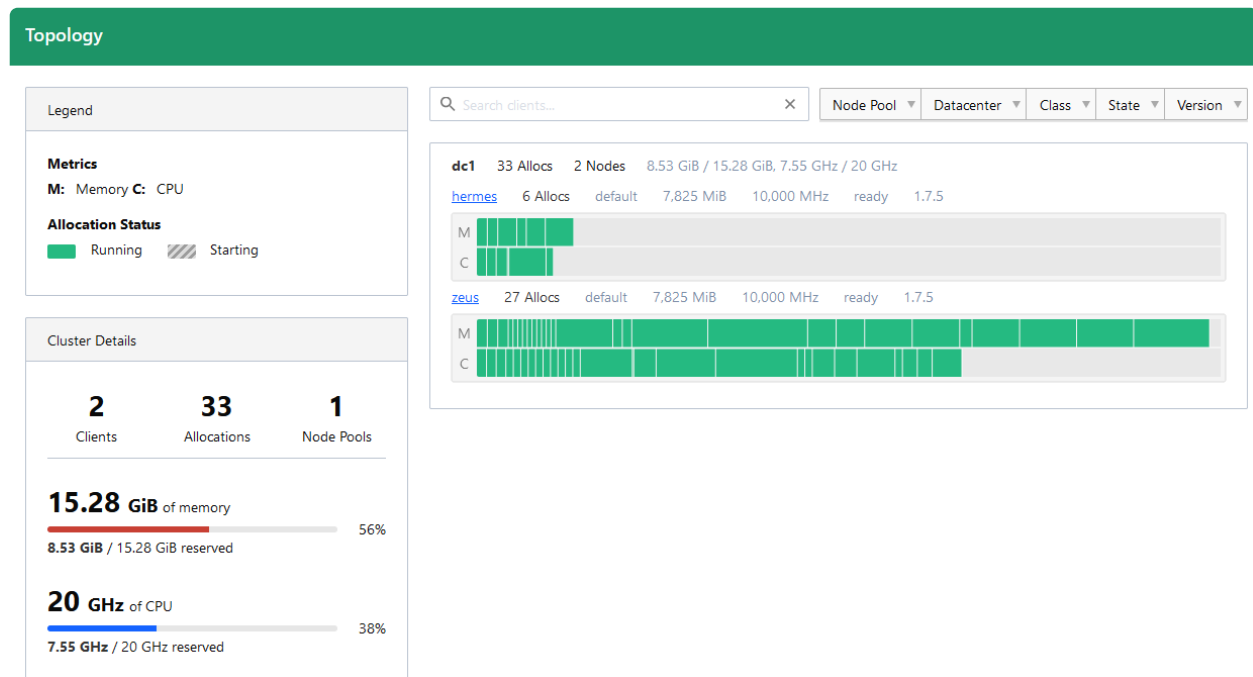 Topology
Legend
Metrics
M: Memory C: CPU
Allocation Status
Running Starting
Cluster Details
2 33 1
Clients Allocations Node Pools
15.28 GiB of memory
56%
8.53 GiB / 15.28 GiB reserved
20 GHz of CPU
38%
7.55 GHz / 20 GHz reserved
Search clients...
Node Pool Datacenter Class State Version
dc1 33 Allocs 2 Nodes 8.53 GiB / 15.28 GiB, 7.55 GHz / 20 GHz
hermes 6 Allocs default 7,825 MiB 10,000 MHz ready 1.7.5
M
C
zeus 27 Allocs default 7,825 MiB 10,000 MHz ready 1.7.5
M
C